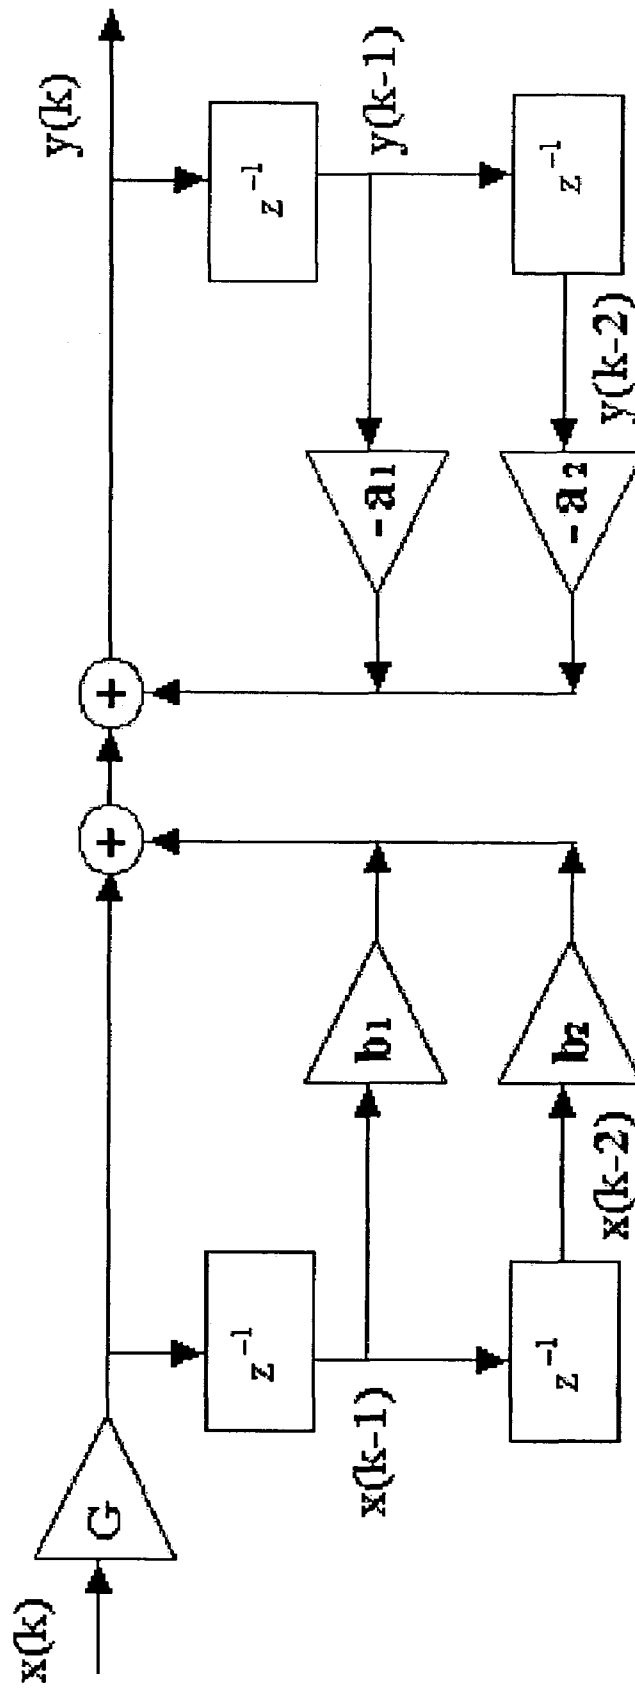 x(k)
G
z⁻¹
x(k-1)
b₁
z⁻¹
x(k-2)
b₂
+
+
y(k)
z⁻¹
y(k-1)
-a₁
z⁻¹
y(k-2)
-a₂